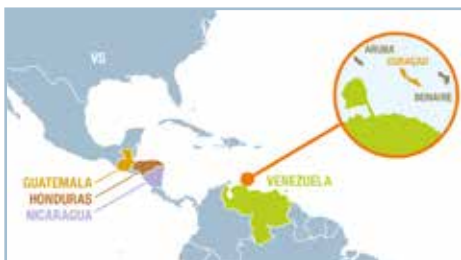 VS
ARUBA
CURAÇAO
BONAIRE
GUATEMALA
HONDURAS
NICARAGUA
VENEZUELA